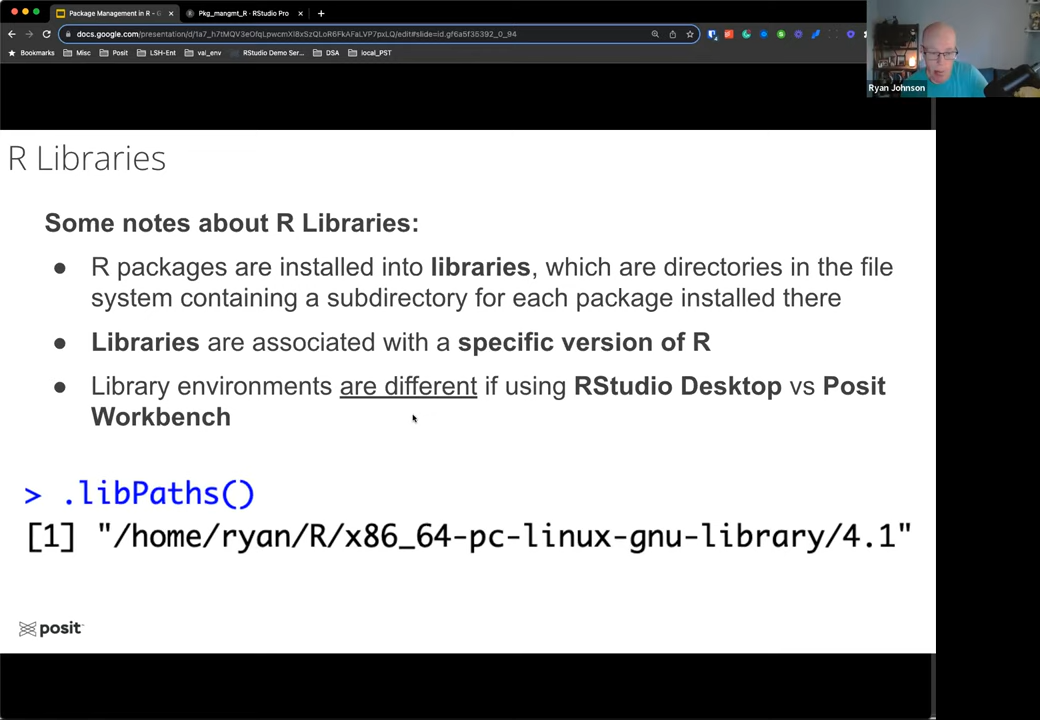 Package Management in R - G
Pkg_mangmt_R - RStudio Pro
Bookmarks Misc Posit LSH-Ent val_env RStudio Demo Ser... DSA local_PST
Ryan Johnson
R Libraries
Some notes about R Libraries:
● R packages are installed into libraries, which are directories in the file
system containing a subdirectory for each package installed there
● Libraries are associated with a specific version of R
● Library environments are different if using RStudio Desktop vs Posit
Workbench
> .libPaths()
[1] "/home/ryan/R/x86_64-pc-linux-gnu-library/4.1"
posit